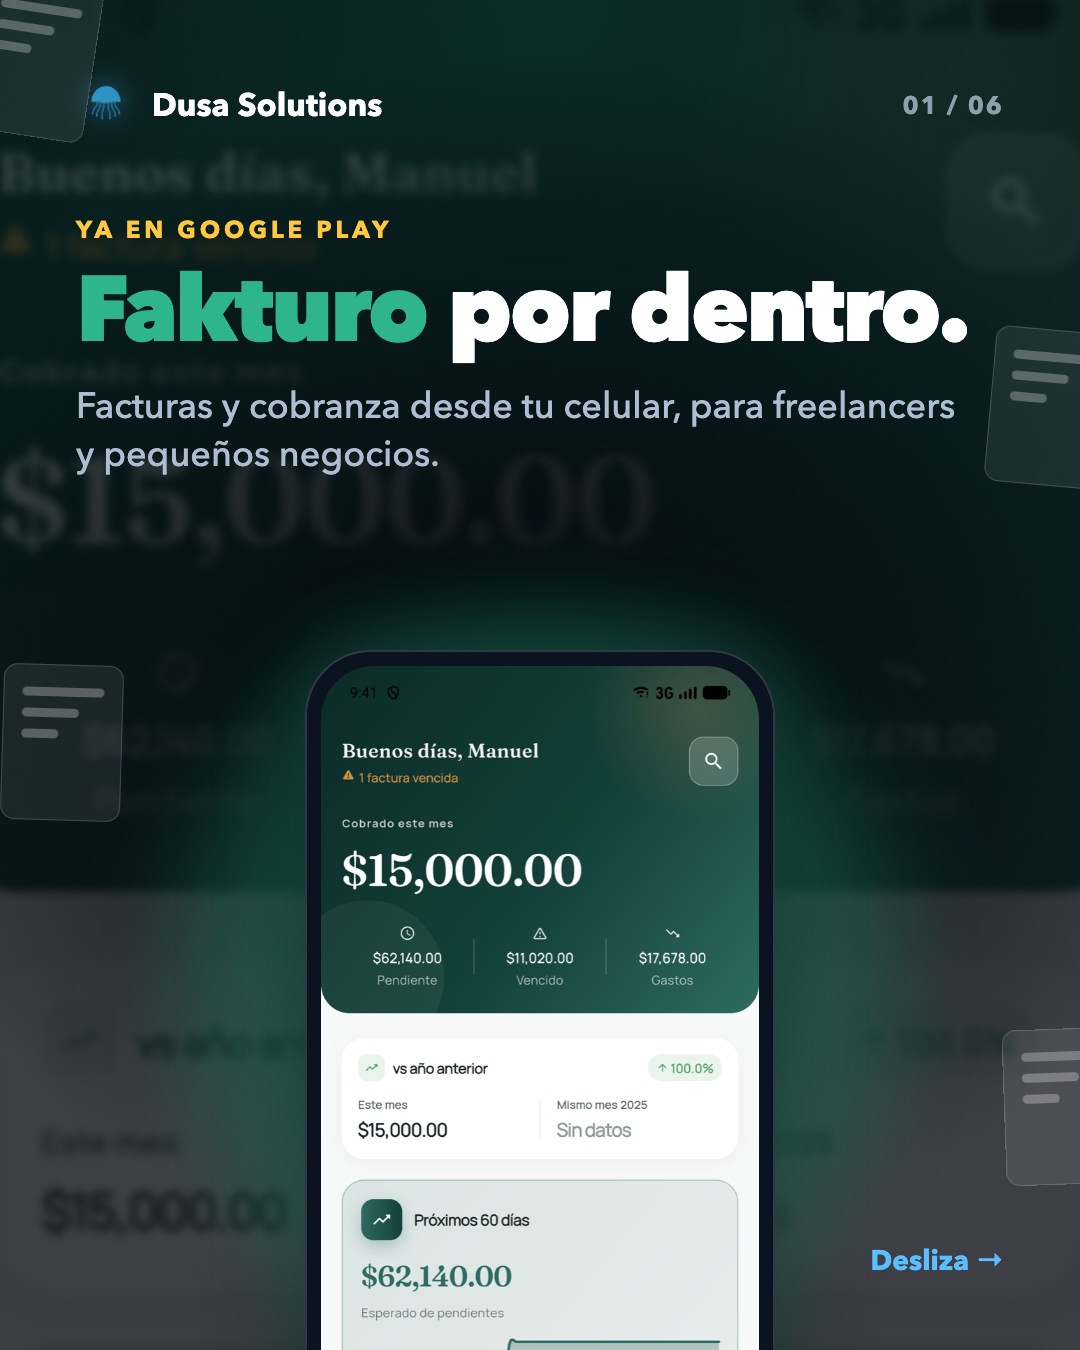 Dusa Solutions
01 / 06
YA EN GOOGLE PLAY
Fakturo por dentro.
Facturas y cobranza desde tu celular, para freelancers
y pequeños negocios.
9:41
3G
Buenos días, Manuel
1 factura vencida
Cobrado este mes
$15,000.00
$62,140.00
Pendiente
$11,020.00
Vencido
$17,678.00
Gastos
vs año anterior
↑ 100.0%
Este mes
$15,000.00
Mismo mes 2025
Sin datos
Próximos 60 días
$62,140.00
Esperado de pendientes
Desliza →